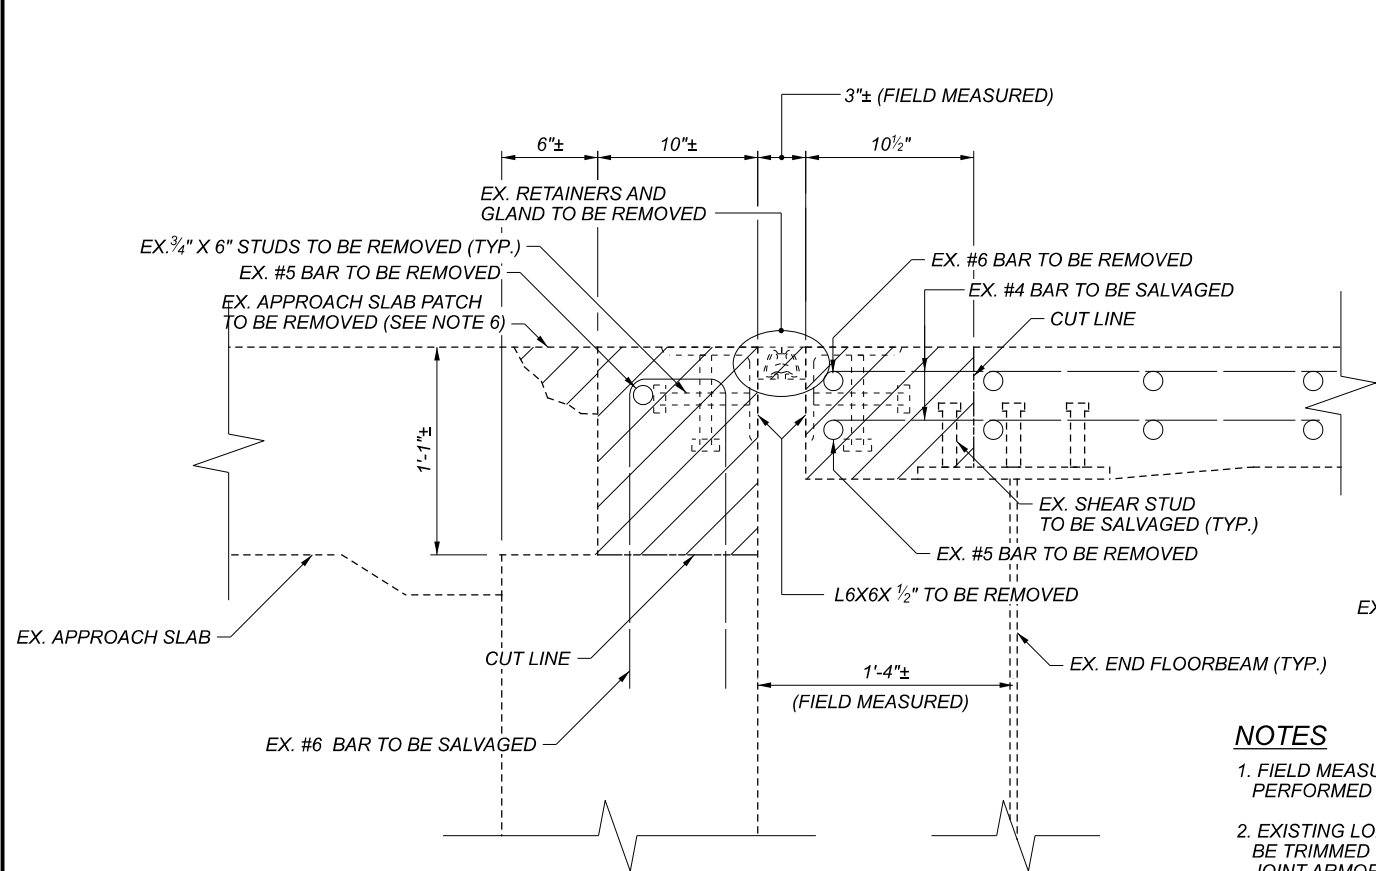 3"± (FIELD MEASURED)
6"±
10"±
10½"
EX. RETAINERS AND
GLAND TO BE REMOVED
EX.¾" X 6" STUDS TO BE REMOVED (TYP.)
EX. #5 BAR TO BE REMOVED
EX. APPROACH SLAB PATCH
TO BE REMOVED (SEE NOTE 6)
EX. #6 BAR TO BE REMOVED
EX. #4 BAR TO BE SALVAGED
CUT LINE
1'-1"±
EX. SHEAR STUD
TO BE SALVAGED (TYP.)
EX. #5 BAR TO BE REMOVED
L6X6X ½" TO BE REMOVED
EX
EX. APPROACH SLAB
CUT LINE
EX. END FLOORBEAM (TYP.)
1'-4"±
(FIELD MEASURED)
EX. #6 BAR TO BE SALVAGED
NOTES
1. FIELD MEASU
PERFORMED
2. EXISTING LO
BE TRIMMED
JOINT ARMOR